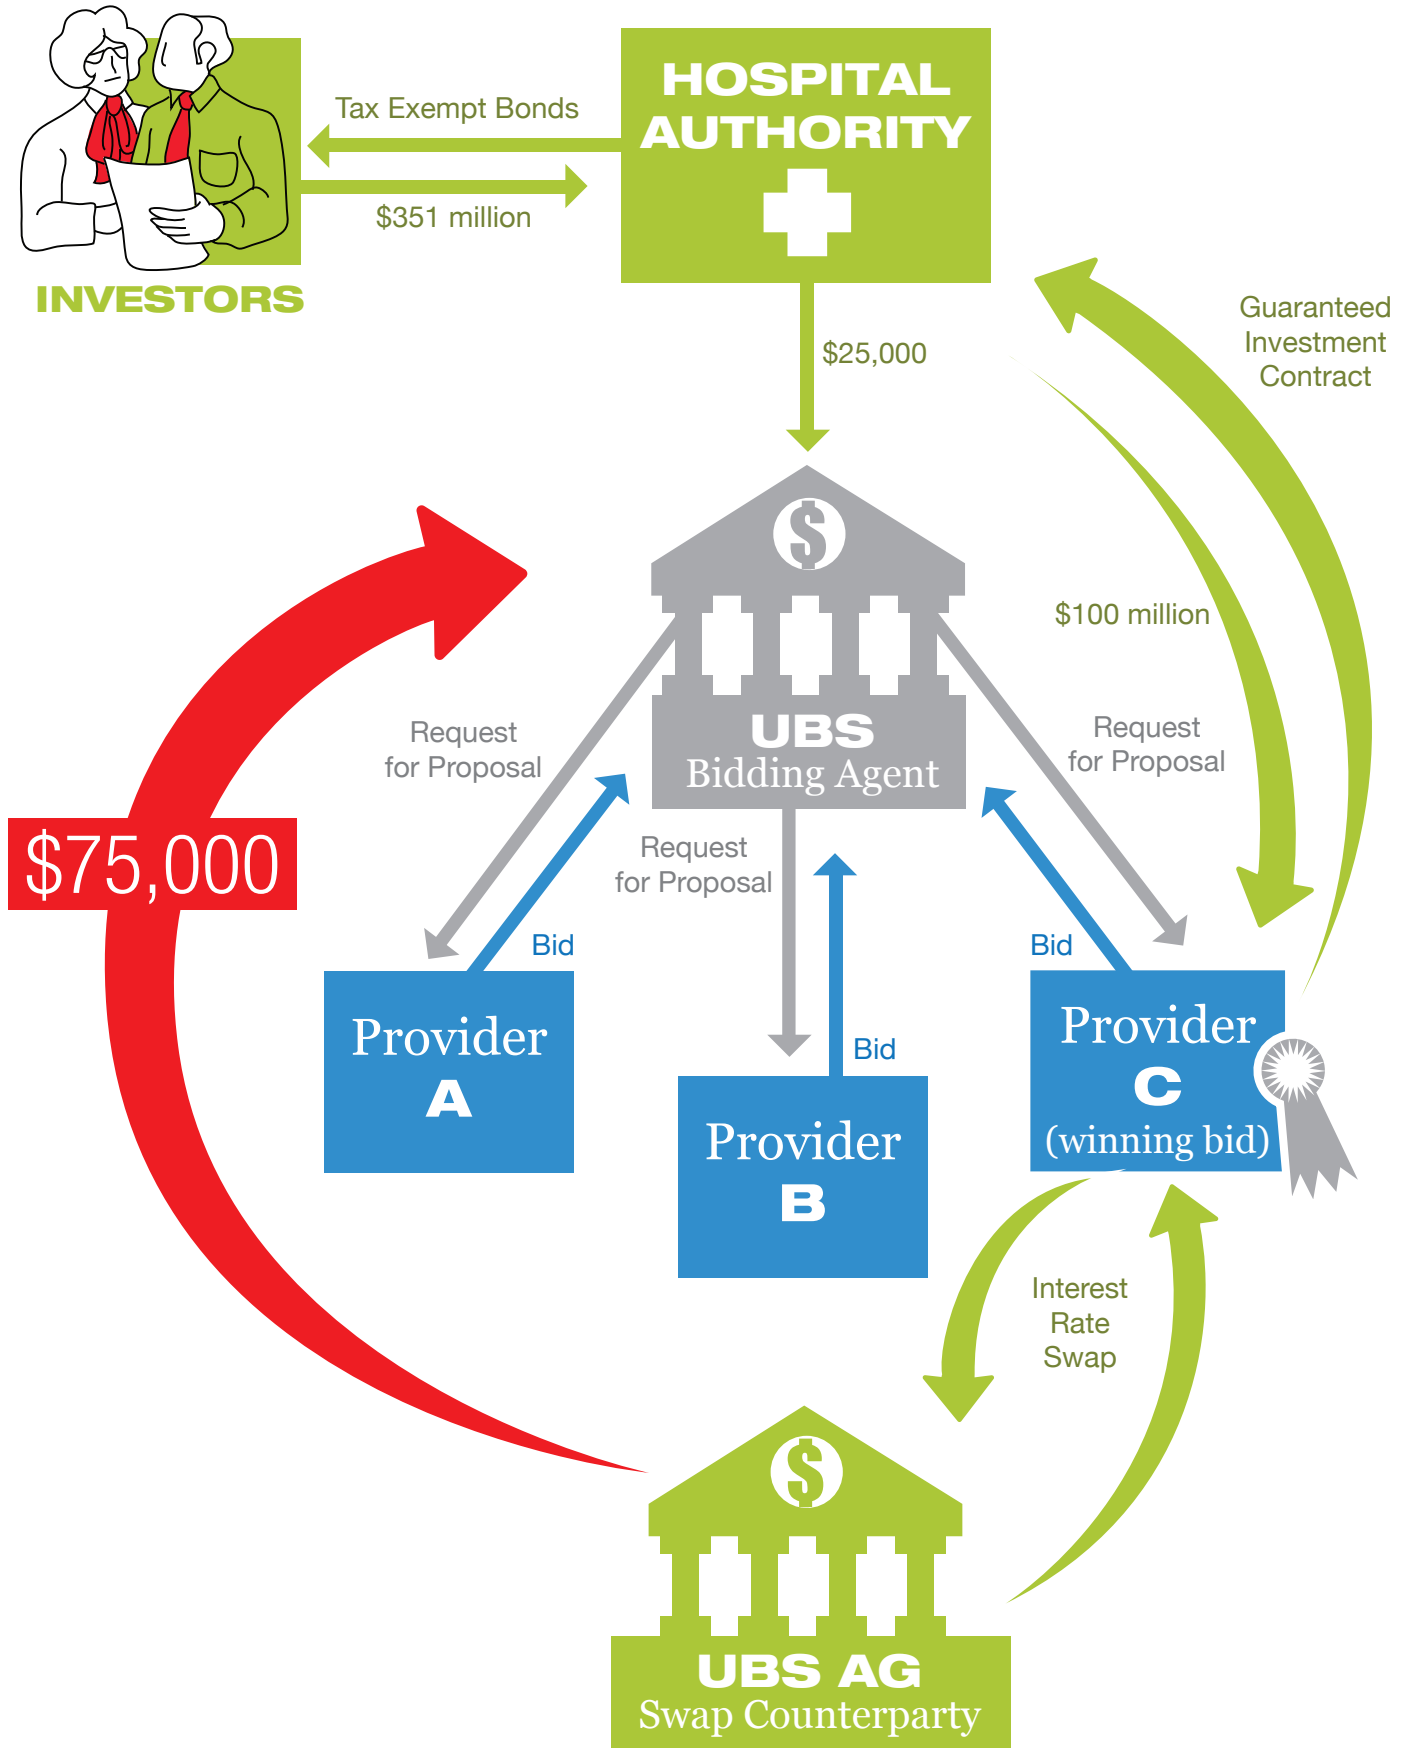 Tax Exempt Bonds
$351 million
INVESTORS
HOSPITAL
AUTHORITY
$25,000
Guaranteed
Investment
Contract
$100 million
$
UBS
Bidding Agent
Request
for Proposal
Request
for Proposal
Request
for Proposal
$75,000
Bid
Bid
Bid
Provider
A
Provider
B
Provider
C
(winning bid)
Interest
Rate
Swap
$
UBS AG
Swap Counterparty